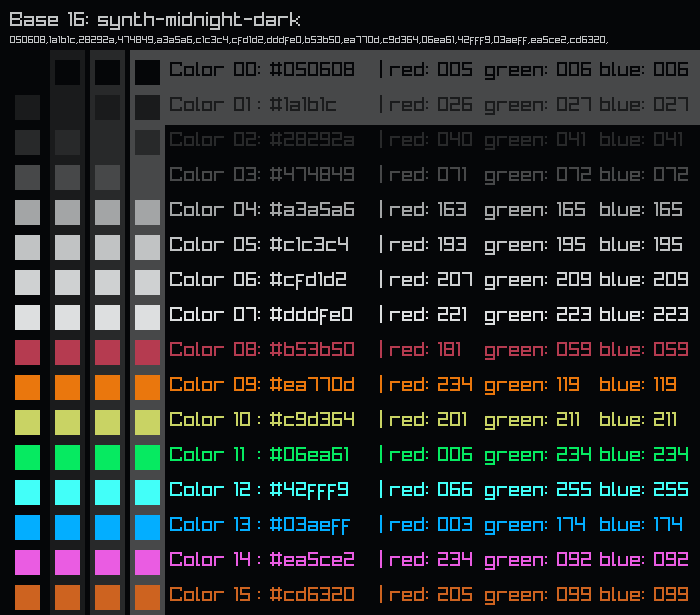 Base 16: synth-midnight-dark
050608,1a1b1c,28292a,474849,a3a5a6,c1c3c4,cfd1d2,dddfe0,b53b50,ea770d,c9d364,06ea61,42fff9,03aeff,ea5ce2,cd6320,
Color 00: #050608 | red: 005 green: 006 blue: 006
Color 01 : #1a1b1c | red: 026 green: 027 blue: 027
Color 02: #28292a | red: 040 green: 041 blue: 041
Color 03: #474849 | red: 071 green: 072 blue: 072
Color 04: #a3a5a6 | red: 163 green: 165 blue: 165
Color 05: #c1c3c4 | red: 193 green: 195 blue: 195
Color 06: #cfd1d2 | red: 207 green: 209 blue: 209
Color 07: #dddfe0 | red: 221 green: 223 blue: 223
Color 08: #b53b50 | red: 181 green: 059 blue: 059
Color 09: #ea770d | red: 234 green: 119 blue: 119
Color 10 : #c9d364 | red: 201 green: 211 blue: 211
Color 11 : #06ea61 | red: 006 green: 234 blue: 234
Color 12 : #42fff9 | red: 066 green: 255 blue: 255
Color 13 : #03aeff | red: 003 green: 174 blue: 174
Color 14 : #ea5ce2 | red: 234 green: 092 blue: 092
Color 15 : #cd6320 | red: 205 green: 099 blue: 099